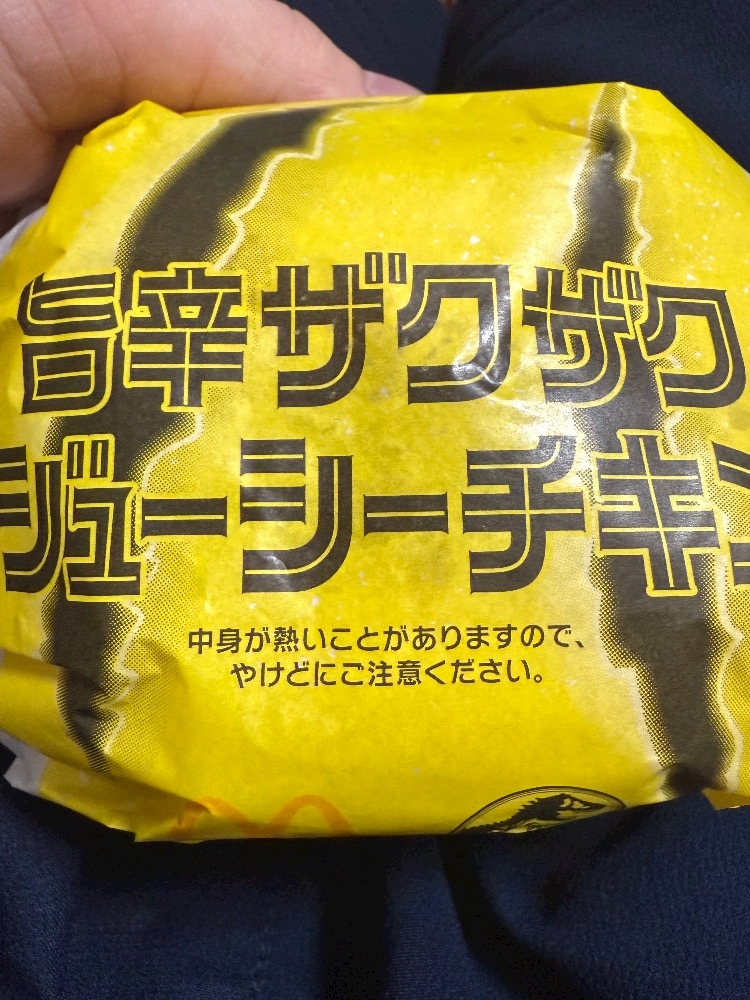 旨辛ザクザク
ジューシーチキン
中身が熱いことがありますので、
やけどにご注意ください。